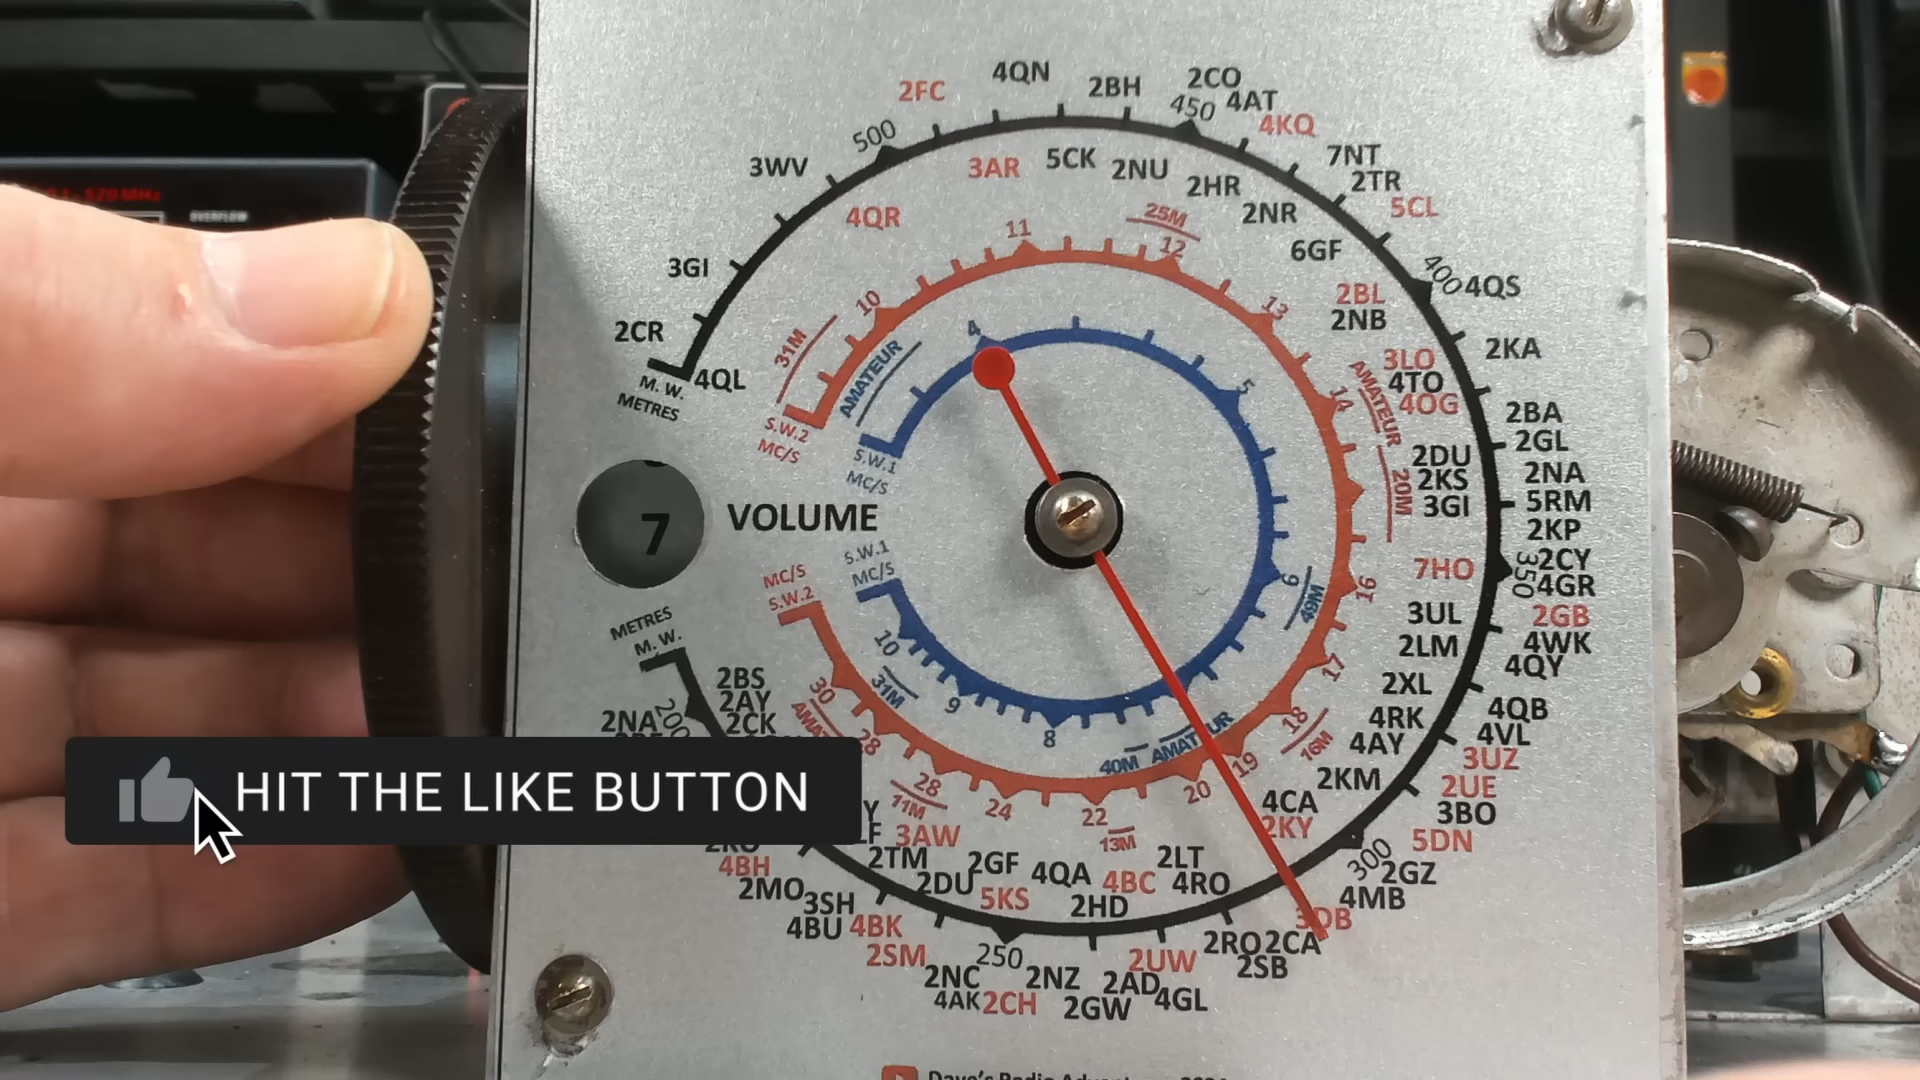 520 MHz
OVERFLOW
4QN
2BH
2CO
2FC
450
4AT
4KQ
500
7NT
3WV
3AR
5CK
2NU
2TR
2HR
5CL
4QR
2NR
25M
11
12
6GF
3GI
400
4QS
2BL
10
13
2NB
2CR
31M
4
2KA
3LO
AMATEUR
4TO
4QL
5
14
4OG
M. W.
METRES
AMATEUR
2BA
S.W.2
MC/S
2GL
S.W.1
MC/S
2DU
2NA
2KS
20M
5RM
3GI
7
VOLUME
2KP
S.W.1
MC/S
350
2CY
7HO
4GR
MC/S
S.W.2
6
16
49M
3UL
2GB
METRES
M. W.
2LM
4WK
10
4QY
17
2BS
31M
2XL
2AY
30
9
4QB
2NA
200
2CK
18
4RK
4VL
8
40M
AMATEUR
16M
4AY
3UZ
28
19
2KM
2UE
28
11M
24
22
20
4CA
3BO
HIT THE LIKE BUTTON
3AW
13M
2KY
5DN
300
2TM
2GF
2LT
4BH
4QA
2GZ
2DU
4BC
4RO
2MO
5KS
4MB
3SH
2HD
3DB
4BU
4BK
2SM
250
2UW
2RO
2CA
2SB
2NC
2NZ
2AD
4AK
2CH
2GW
4GL
Dave's Radio